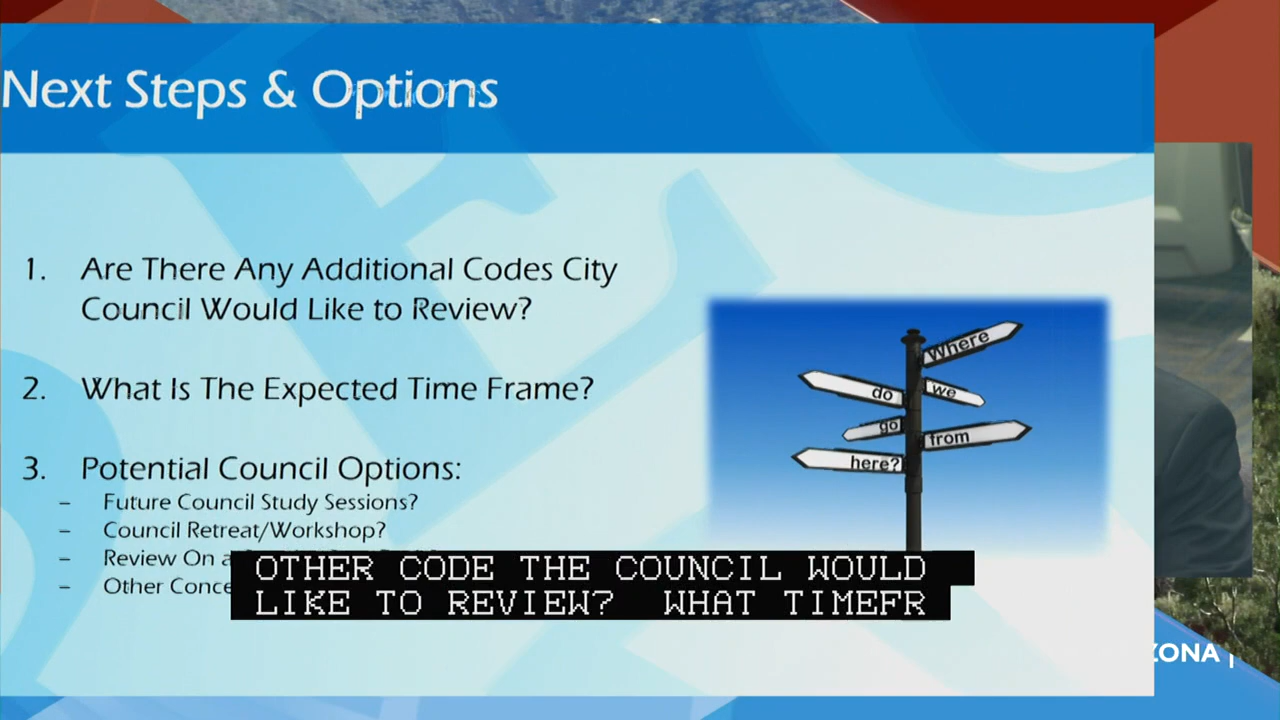 Next Steps & Options
1. Are There Any Additional Codes City
Council Would Like to Review?
2. What Is The Expected Time Frame?
3. Potential Council Options:
– Future Council Study Sessions?
– Council Retreat/Workshop?
– Review On a
– Other Conce
Where
do
we
go
from
here?
OTHER CODE THE COUNCIL WOULD
LIKE TO REVIEW? WHAT TIMEFR
ZONA |